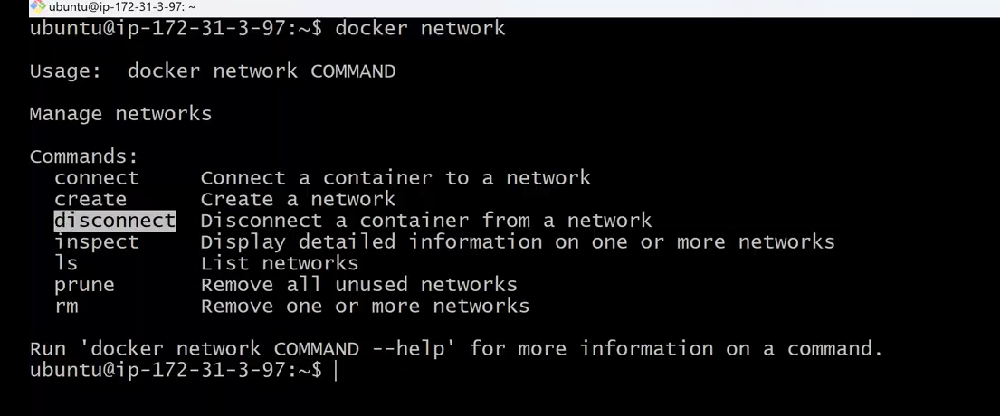 ubuntu@ip-172-31-3-97: ~
ubuntu@ip-172-31-3-97:~$ docker network
Usage:  docker network COMMAND
Manage networks
Commands:
  connect     Connect a container to a network
  create      Create a network
  disconnect  Disconnect a container from a network
  inspect     Display detailed information on one or more networks
  ls          List networks
  prune       Remove all unused networks
  rm          Remove one or more networks
Run 'docker network COMMAND --help' for more information on a command.
ubuntu@ip-172-31-3-97:~$